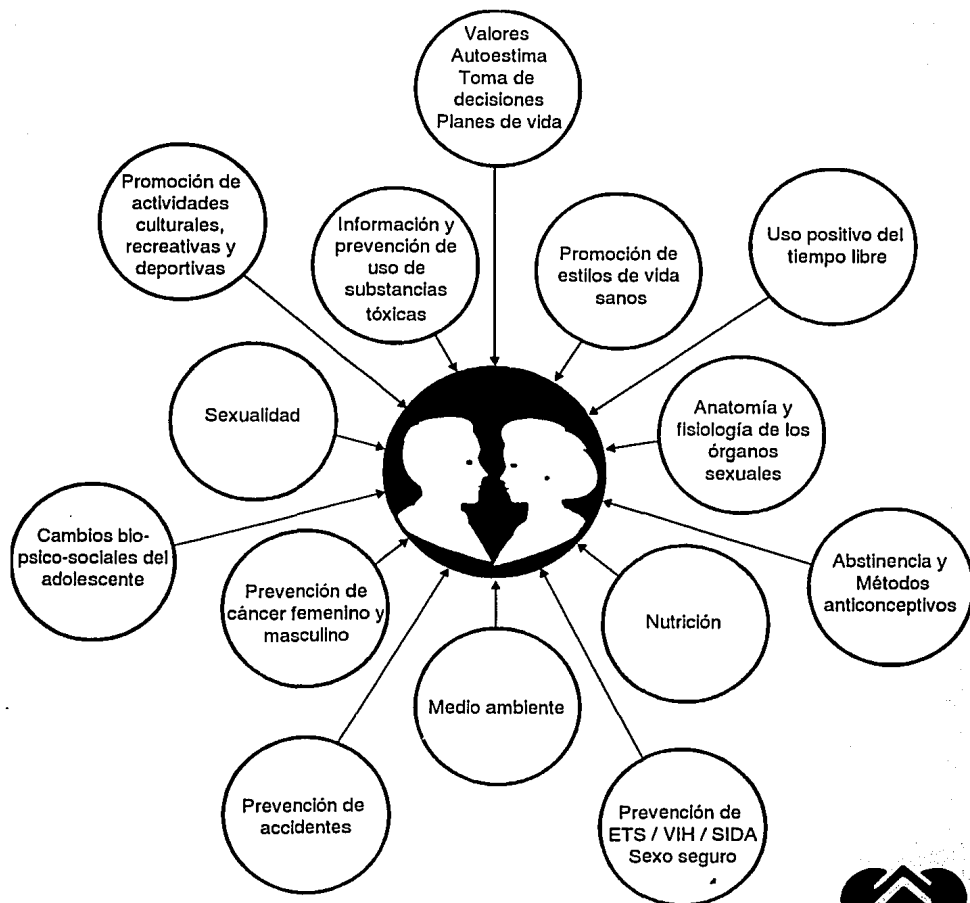 Valores
Autoestima
Toma de
decisiones
Planes de vida
Promoción de
actividades
culturales,
recreativas y
deportivas
Información y
prevención de
uso de
substancias
tóxicas
Promoción de
estilos de vida
sanos
Uso positivo del
tiempo libre
Sexualidad
Anatomía y
fisiología de los
órganos
sexuales
Cambios bio-
psico-sociales del
adolescente
Prevención de
cáncer femenino y
masculino
Nutrición
Abstinencia y
Métodos
anticonceptivos
Medio ambiente
Prevención de
accidentes
Prevención de
ETS / VIH / SIDA
Sexo seguro